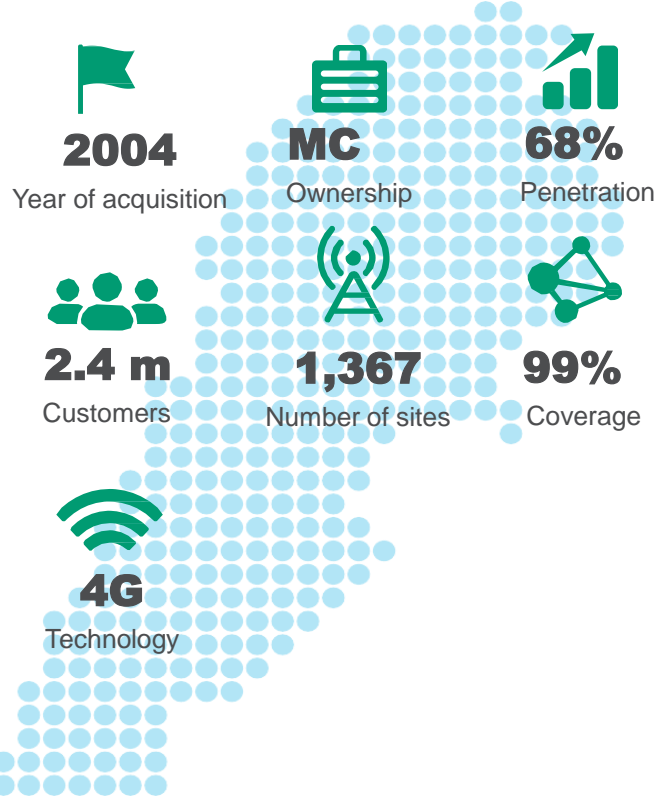 2004
Year of acquisition
MC
Ownership
68%
Penetration
2.4 m
Customers
1,367
Number of sites
99%
Coverage
4G
Technology